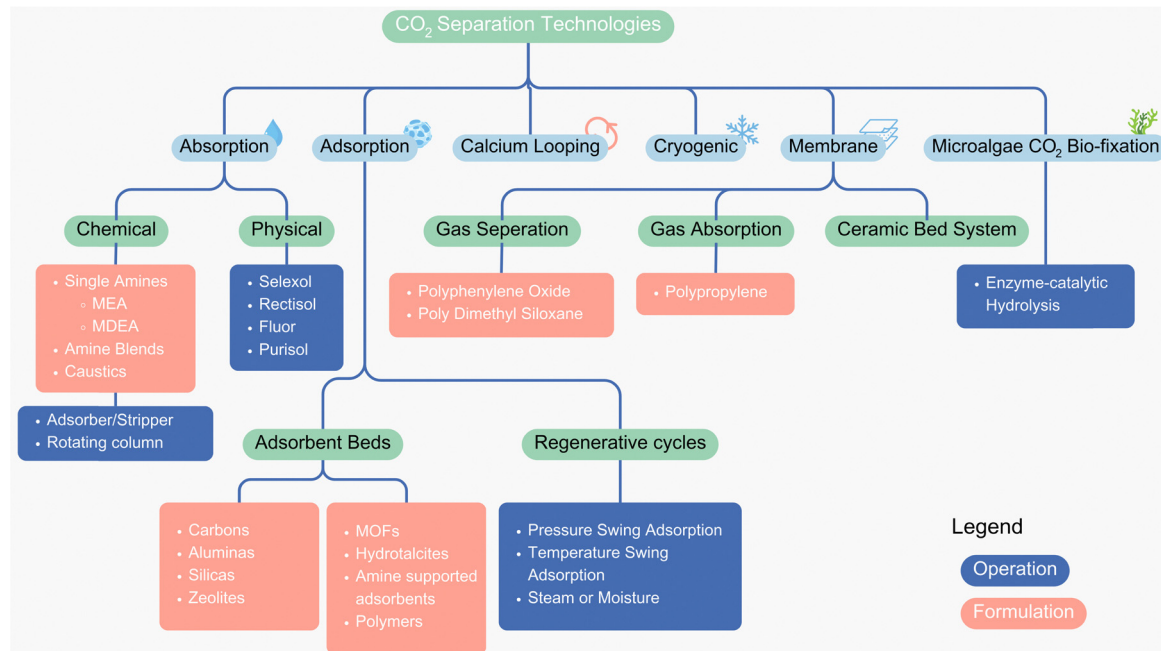 CO₂ Separation Technologies
Absorption
Adsorption
Calcium Looping
Cryogenic
Membrane
Microalgae CO₂ Bio-fixation
Chemical
Physical
Gas Seperation
Gas Absorption
Ceramic Bed System
• Single Amines
◦ MEA
◦ MDEA
• Amine Blends
• Caustics
• Selexol
• Rectisol
• Fluor
• Purisol
• Polyphenylene Oxide
• Poly Dimethyl Siloxane
• Polypropylene
• Enzyme-catalytic
Hydrolysis
• Adsorber/Stripper
• Rotating column
Adsorbent Beds
Regenerative cycles
• Carbons
• Aluminas
• Silicas
• Zeolites
• MOFs
• Hydrotalcites
• Amine supported
adsorbents
• Polymers
• Pressure Swing Adsorption
• Temperature Swing
Adsorption
• Steam or Moisture
Legend
Operation
Formulation